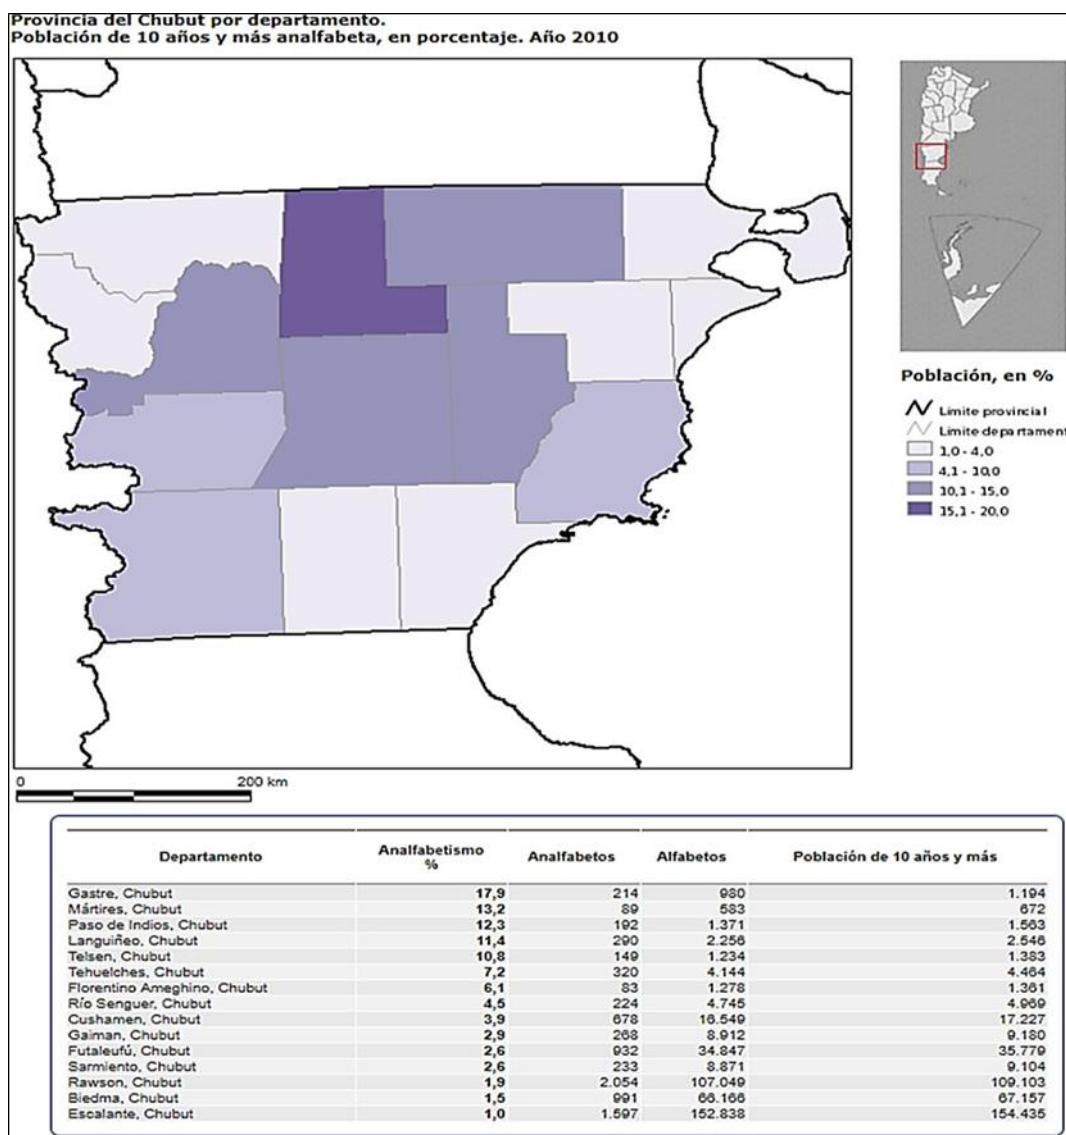 Provincia del Chubut por departamento.
Población de 10 años y más analfabeta, en porcentaje. Año 2010
Población, en %
Límite provincial
Límite departament
1,0 - 4,0
4,1 - 10,0
10,1 - 15,0
15,1 - 20,0
0 200 km
Departamento Analfabetismo % Analfabetos Alfabetos Población de 10 años y más
Gastre, Chubut 17,9 214 980 1.194
Mártires, Chubut 13,2 89 583 672
Paso de Indios, Chubut 12,3 192 1.371 1.563
Languiñeo, Chubut 11,4 290 2.256 2.546
Telsen, Chubut 10,8 149 1.234 1.383
Tehuelches, Chubut 7,2 320 4.144 4.464
Florentino Ameghino, Chubut 6,1 83 1.278 1.361
Río Senguer, Chubut 4,5 224 4.745 4.969
Cushamen, Chubut 3,9 678 16.549 17.227
Gaiman, Chubut 2,9 268 8.912 9.180
Futaleufú, Chubut 2,6 932 34.847 35.779
Sarmiento, Chubut 2,6 233 8.871 9.104
Rawson, Chubut 1,9 2.054 107.049 109.103
Biedma, Chubut 1,5 991 66.166 67.157
Escalante, Chubut 1,0 1.597 152.838 154.435